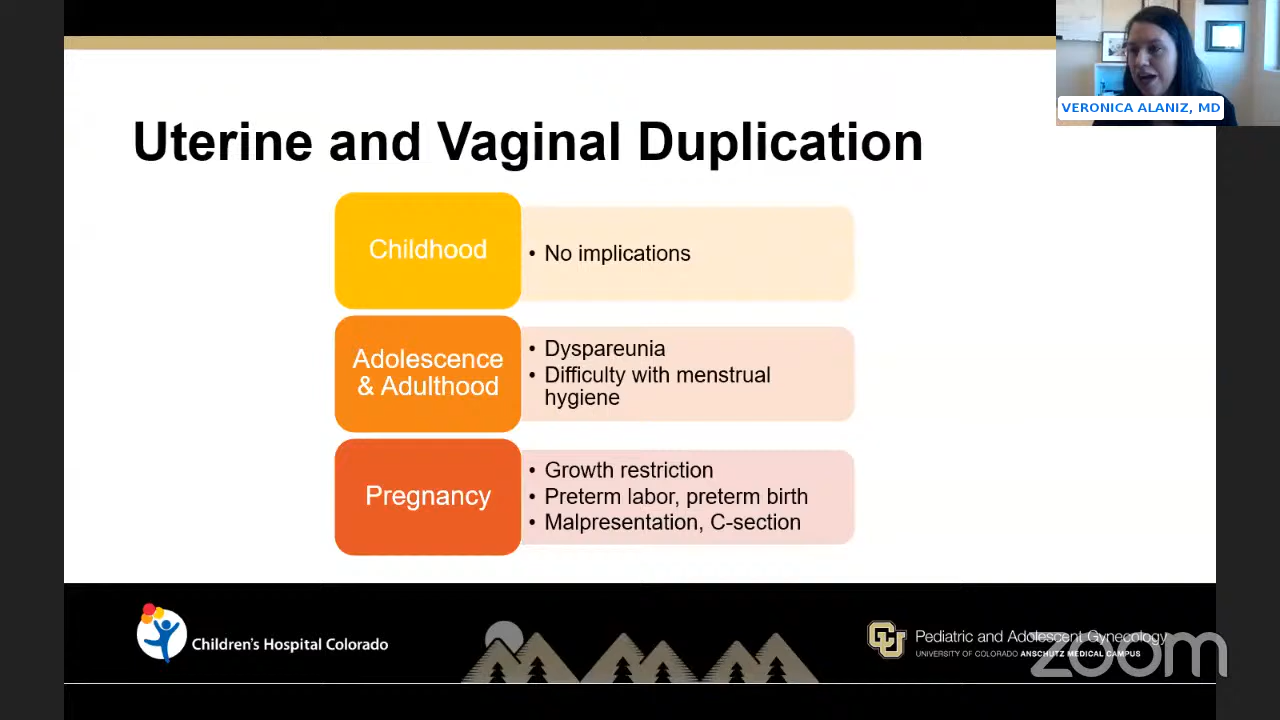 VERONICA ALANIZ, MD
Uterine and Vaginal Duplication
Childhood
• No implications
Adolescence
& Adulthood
• Dyspareunia
• Difficulty with menstrual
hygiene
Pregnancy
• Growth restriction
• Preterm labor, preterm birth
• Malpresentation, C-section
Children's Hospital Colorado
CU
Pediatric and Adolescent Gynecology
UNIVERSITY OF COLORADO ANSCHUTZ MEDICAL CAMPUS
zoom